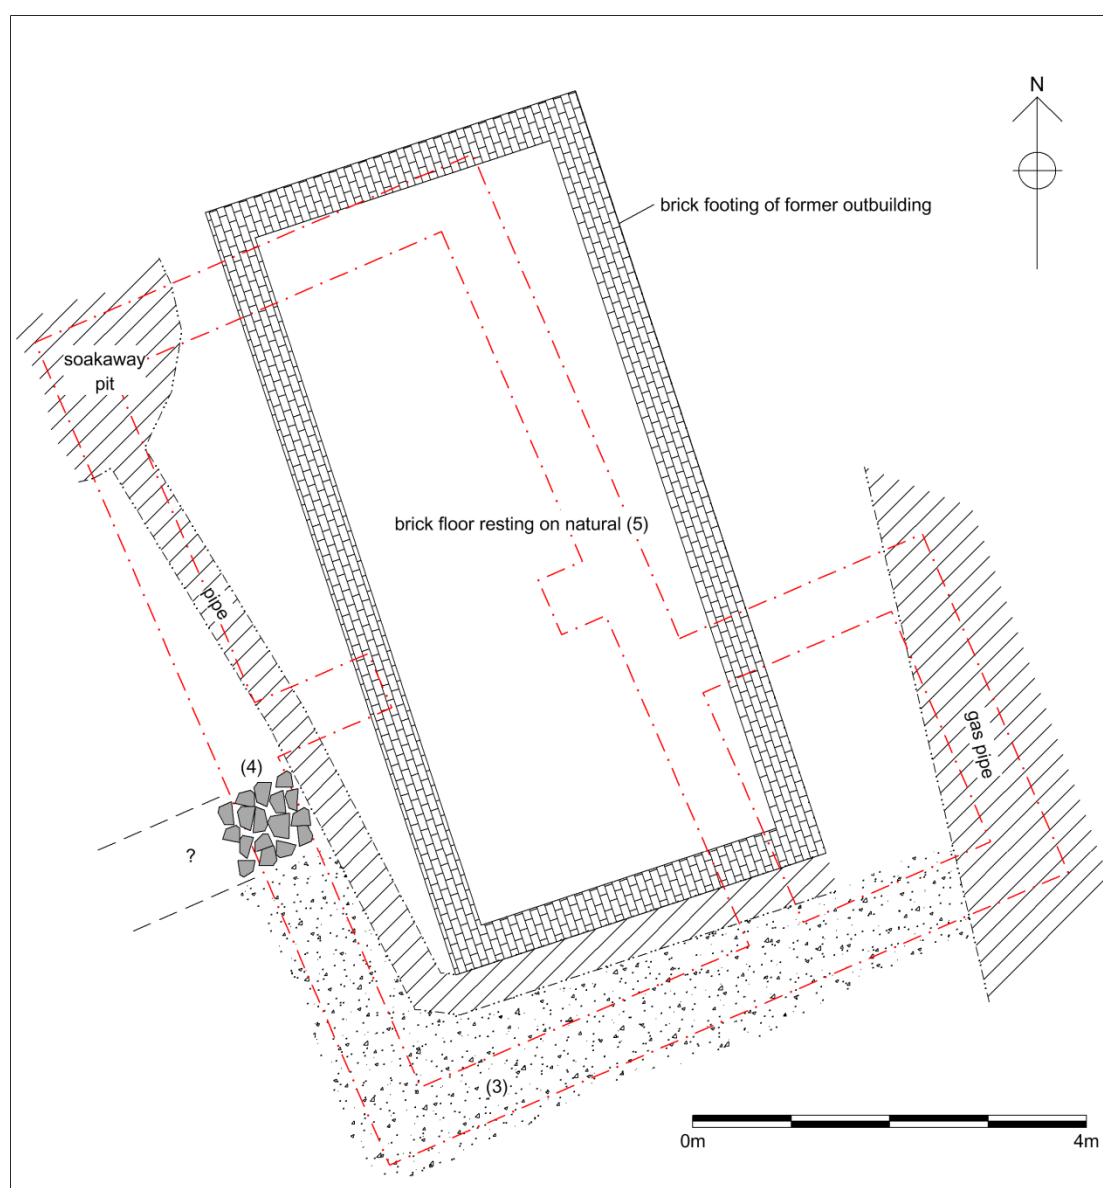 N
brick footing of former outbuilding
soakaway
pit
brick floor resting on natural (5)
pipe
gas pipe
(4)
?
(3)
0m
4m